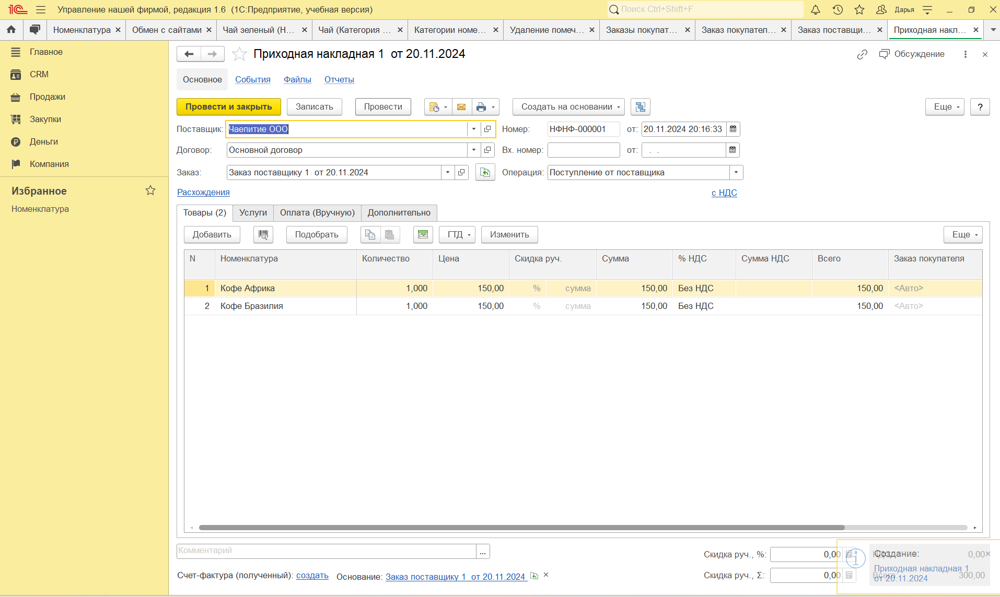 Управление нашей фирмой, редакция 1.6 (1С:Предприятие, учебная версия)
Поиск Ctrl+Shift+F
Дарья
Номенклатура
Обмен с сайтами
Чай зеленый (Н...
Чай (Категория ...
Категории номе...
Удаление помеч...
Заказы покупат...
Заказ покупател...
Заказ поставщи...
Приходная накл...
Главное
CRM
Продажи
Закупки
Деньги
Компания
Избранное
Номенклатура
Приходная накладная 1 от 20.11.2024
Обсуждение
Основное События Файлы Отчеты
Провести и закрыть Записать Провести Создать на основании Еще ?
Поставщик: Чаепитие ООО Номер: НФНФ-000001 от: 20.11.2024 20:16:33
Договор: Основной договор Вх. номер: от: . .
Заказ: Заказ поставщику 1 от 20.11.2024 Операция: Поступление от поставщика
Расхождения с НДС
Товары (2) Услуги Оплата (Вручную) Дополнительно
Добавить Подобрать ГТД Изменить Еще
N Номенклатура Количество Цена Скидка руч. Сумма % НДС Сумма НДС Всего Заказ покупателя
1 Кофе Африка 1,000 150,00 % сумма 150,00 Без НДС 150,00 <Авто>
2 Кофе Бразилия 1,000 150,00 % сумма 150,00 Без НДС 150,00 <Авто>
Комментарий ...
Скидка руч., %: 0,00 НДС: 0,00
Счет-фактура (полученный): создать Основание: Заказ поставщику 1 от 20.11.2024
Скидка руч., Σ: 0,00 Всего: 300,00
Создание:
Приходная накладная 1
от 20.11.2024